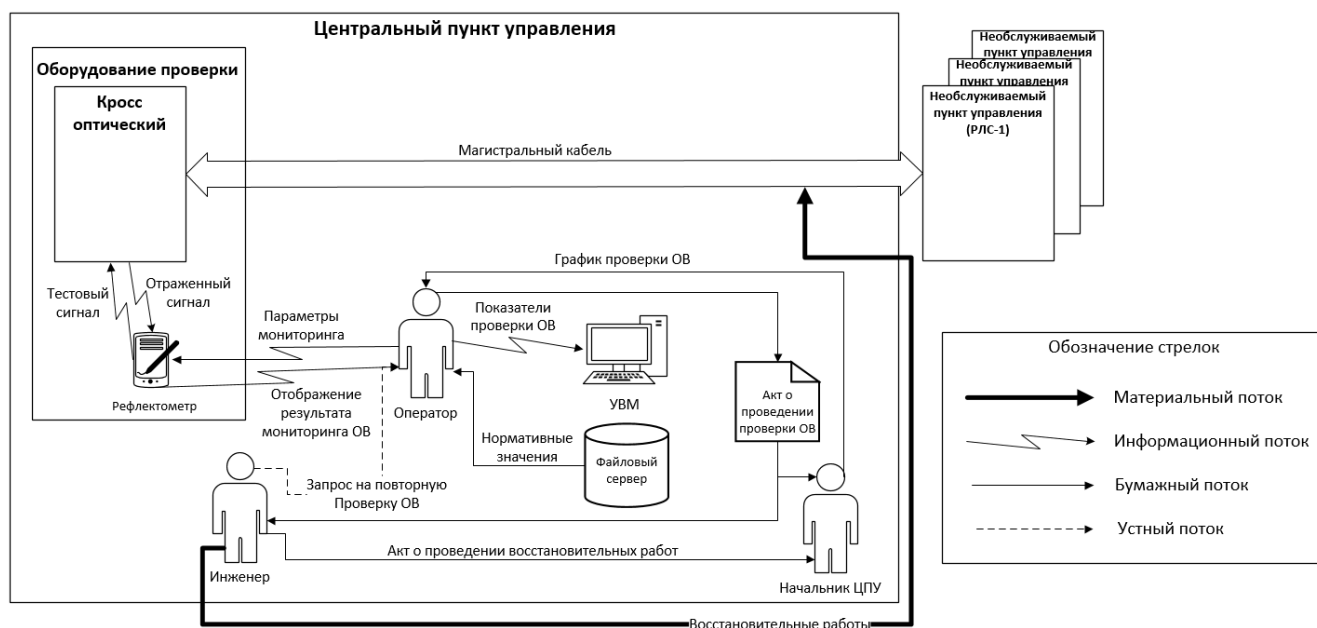 Центральный пункт управления
Оборудование проверки
Кросс
оптический
Необслуживаемый
пункт управления
Необслуживаемый
пункт управления
Необслуживаемый
пункт управления
(РЛС-1)
Магистральный кабель
Тестовый
сигнал
Отраженный
сигнал
Рефлектометр
Параметры
мониторинга
Отображение
результата
мониторинга ОВ
Оператор
Показатели
проверки ОВ
УВМ
График проверки ОВ
Акт о
проведении
проверки ОВ
Нормативные
значения
Файловый
сервер
Запрос на повторную
Проверку ОВ
Инженер
Акт о проведении восстановительных работ
Начальник ЦПУ
Восстановительные работы
Обозначение стрелок
Материальный поток
Информационный поток
Бумажный поток
Устный поток